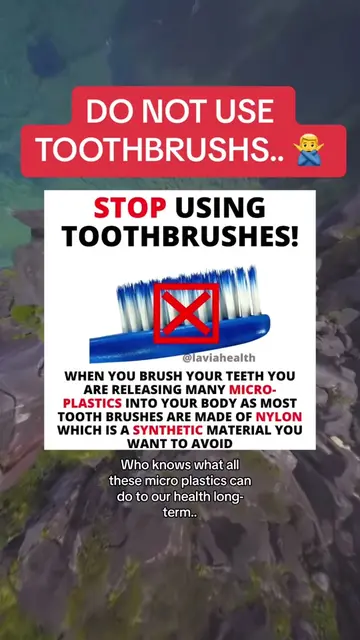 DO NOT USE
TOOTHBRUSHS.. 🙅‍♂️
STOP USING
TOOTHBRUSHES!
@laviahealth
WHEN YOU BRUSH YOUR TEETH YOU
ARE RELEASING MANY MICRO-
PLASTICS INTO YOUR BODY AS MOST
TOOTH BRUSHES ARE MADE OF NYLON
WHICH IS A SYNTHETIC MATERIAL YOU
WANT TO AVOID
Who knows what all
these micro plastics can
do to our health long-
term..